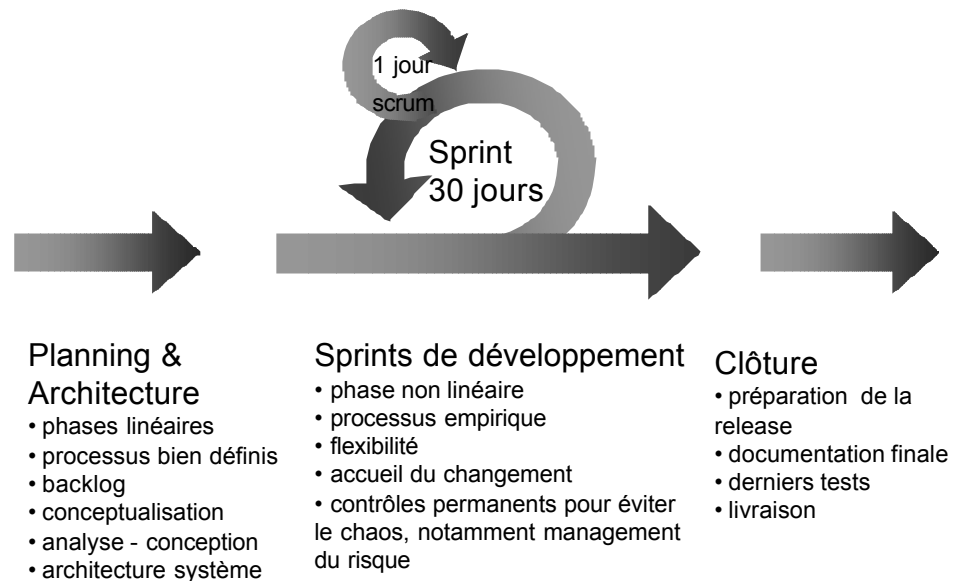 1 jour
scrum
Sprint
30 jours
Planning &
Architecture
• phases linéaires
• processus bien définis
• backlog
• conceptualisation
• analyse - conception
• architecture système
Sprints de développement
• phase non linéaire
• processus empirique
• flexibilité
• accueil du changement
• contrôles permanents pour éviter
le chaos, notamment management
du risque
Clôture
• préparation de la
release
• documentation finale
• derniers tests
• livraison